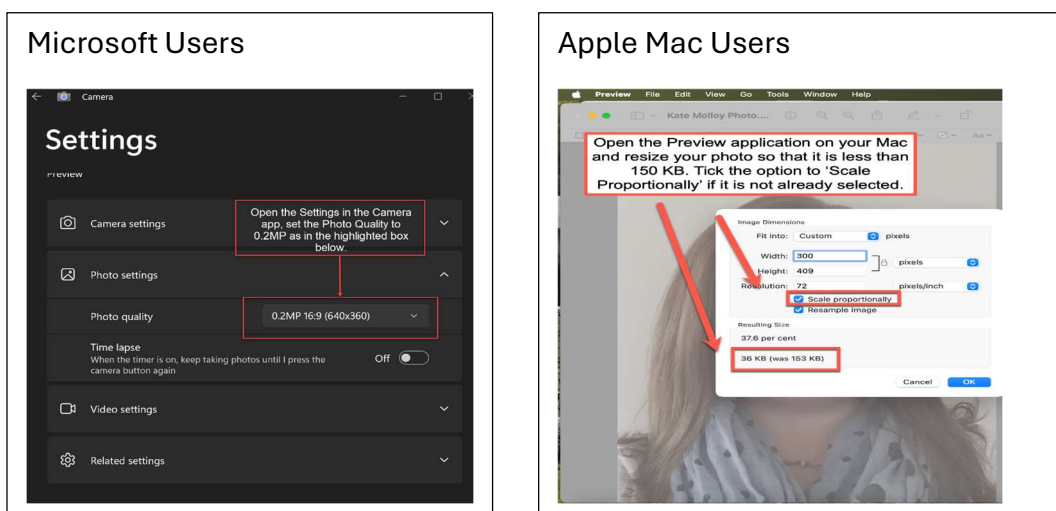 Microsoft Users
Camera
Settings
Preview
Camera settings
Open the Settings in the Camera
app, set the Photo Quality to
0.2MP as in the highlighted box
below.
Photo settings
Photo quality
0.2MP 16:9 (640x360)
Time lapse
When the timer is on, keep taking photos until I press the
camera button again
Off
Video settings
Related settings
Apple Mac Users
Preview File Edit View Go Tools Window Help
Kate Molloy Photo....
Aa
Open the Preview application on your Mac
and resize your photo so that it is less than
150 KB. Tick the option to ‘Scale
Proportionally’ if it is not already selected.
Image Dimensions
Fit into: Custom pixels
Width: 300
pixels
Height: 409
Resolution: 72 pixels/inch
Scale proportionally
Resample image
Resulting Size
37.6 per cent
36 KB (was 153 KB)
Cancel OK